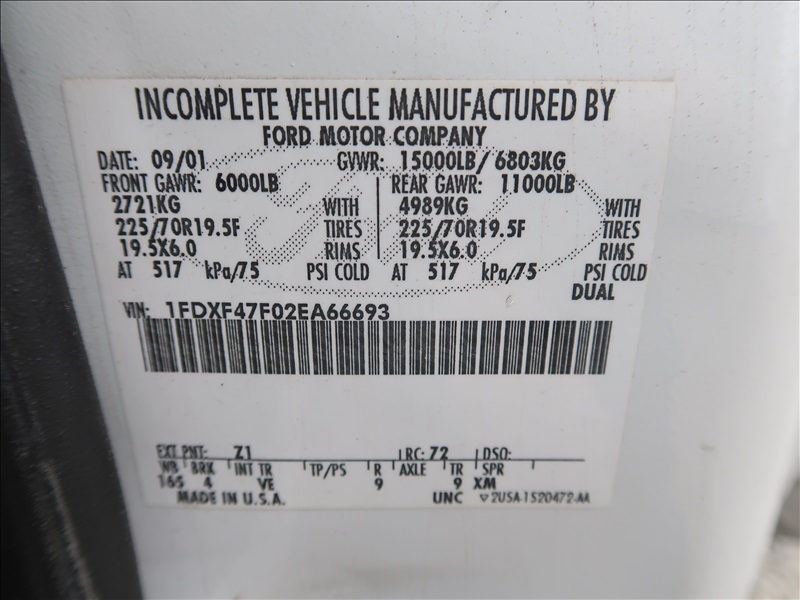 INCOMPLETE VEHICLE MANUFACTURED BY
FORD MOTOR COMPANY
DATE: 09/01 GVWR: 15000LB/ 6803KG
FRONT GAWR: 6000LB REAR GAWR: 11000LB
2721KG WITH 4989KG WITH
225/70R19.5F TIRES 225/70R19.5F TIRES
19.5X6.0 RIMS 19.5X6.0 RIMS
AT 517 kPa/75 PSI COLD AT 517 kPa/75 PSI COLD
DUAL
VIN: 1FDXF47F02EA66693
EXT PNT: Z1 RC: 72 DSO:
WB BRK INT TR TP/PS R AXLE TR SPR
165 4 VE 9 9 XM
MADE IN U.S.A. UNC ▽2USA-1520472-AA